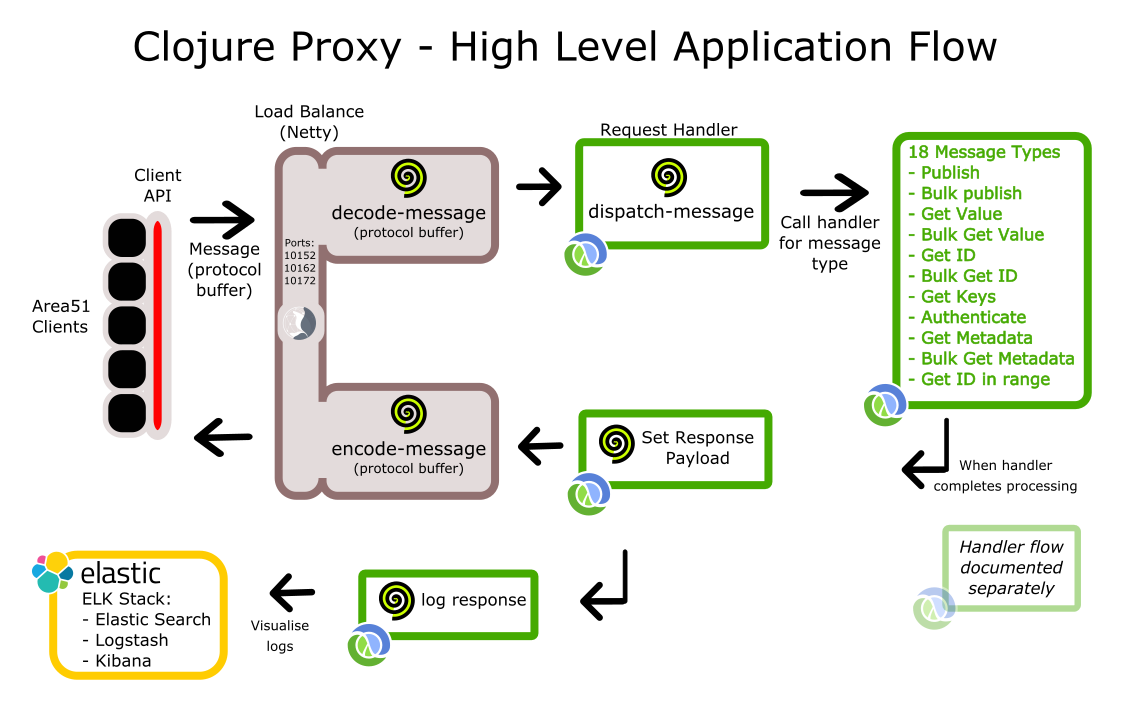 Clojure Proxy - High Level Application Flow
Load Balance
(Netty)
Client
API
Area51
Clients
Message
(protocol
buffer)
Ports:
10152
10162
10172
decode-message
(protocol buffer)
Request Handler
dispatch-message
Call handler
for message
type
18 Message Types
- Publish
- Bulk publish
- Get Value
- Bulk Get Value
- Get ID
- Bulk Get ID
- Get Keys
- Authenticate
- Get Metadata
- Bulk Get Metadata
- Get ID in range
When handler
completes processing
Handler flow
documented
separately
Set Response
Payload
encode-message
(protocol buffer)
log response
Visualise
logs
elastic
ELK Stack:
- Elastic Search
- Logstash
- Kibana